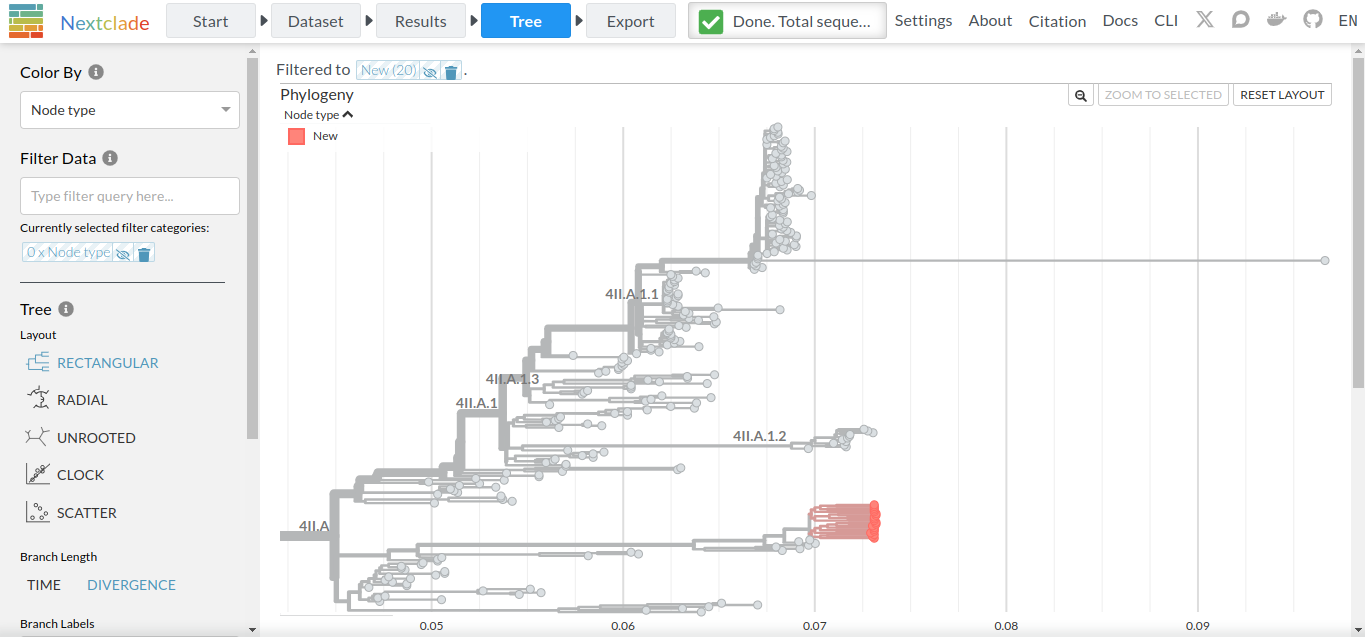 Nextclade
Start
Dataset
Results
Tree
Export
Done. Total seque...
Settings
About
Citation
Docs
CLI
EN
Color By
Node type
Filter Data
Type filter query here...
Currently selected filter categories:
0 x Node type
Tree
Layout
RECTANGULAR
RADIAL
UNROOTED
CLOCK
SCATTER
Branch Length
TIME DIVERGENCE
Branch Labels
Filtered to New (20) .
Phylogeny
ZOOM TO SELECTED
RESET LAYOUT
Node type
New
4II.A.1.1
4II.A.1.3
4II.A.1
4II.A.1.2
4II.A
0.05 0.06 0.07 0.08 0.09